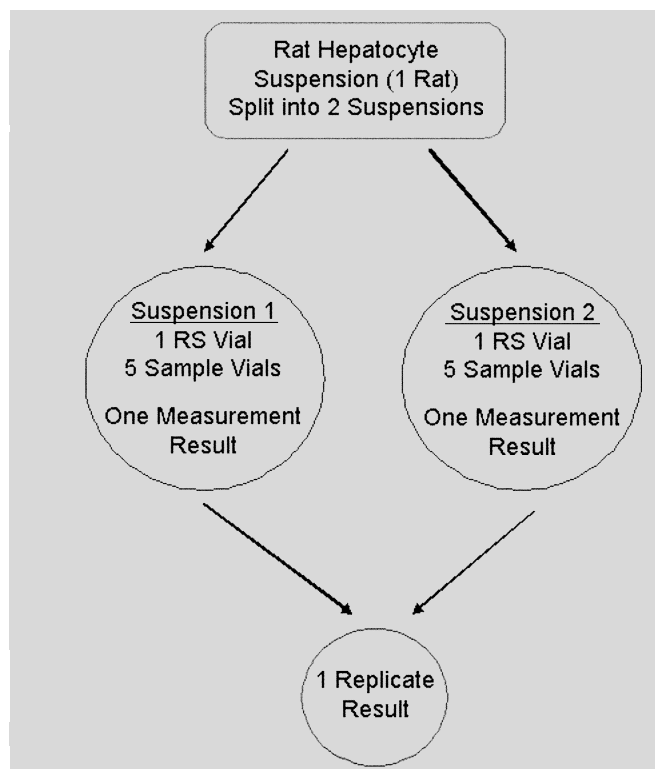 Rat Hepatocyte
Suspension (1 Rat)
Split into 2 Suspensions
Suspension 1
1 RS Vial
5 Sample Vials
One Measurement
Result
Suspension 2
1 RS Vial
5 Sample Vials
One Measurement
Result
1 Replicate
Result